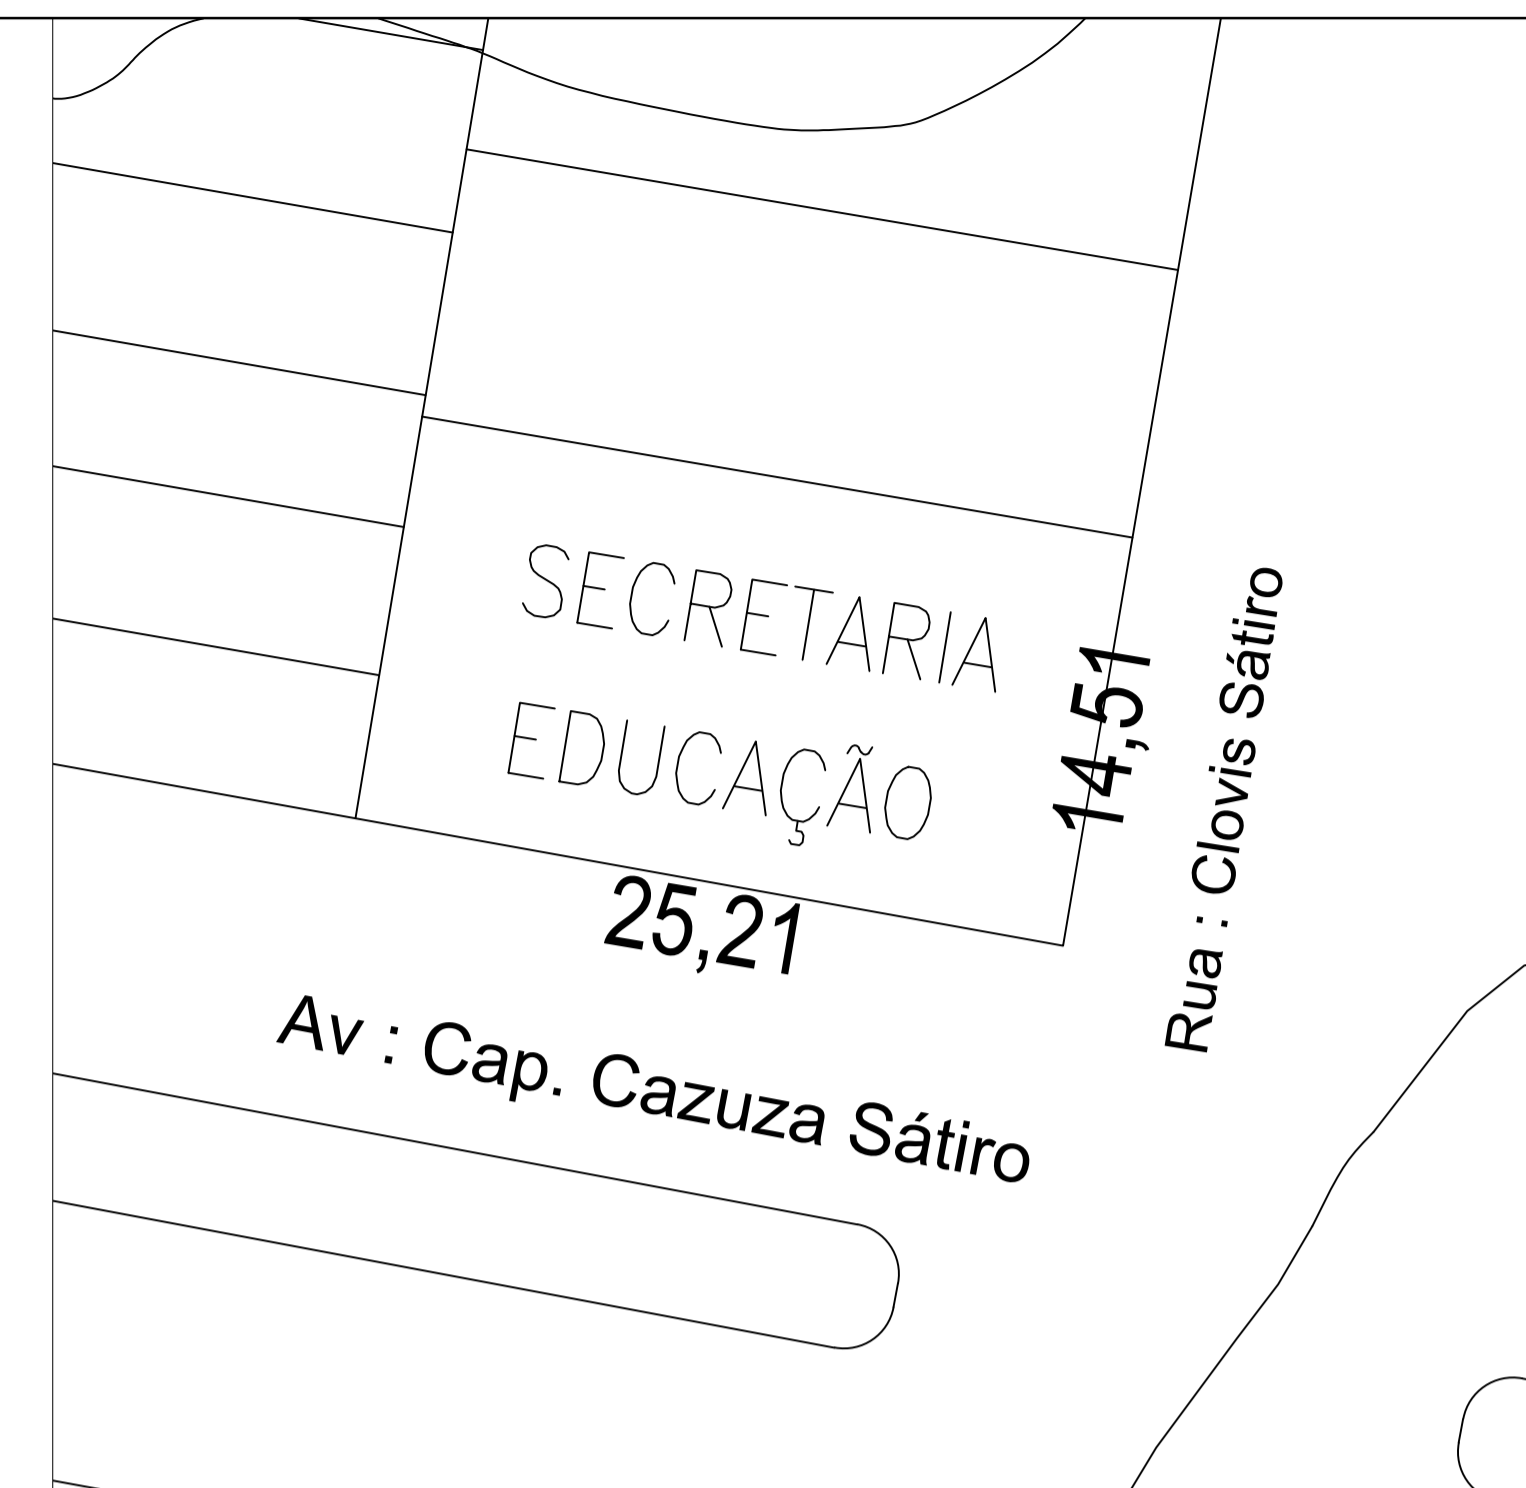 SECRETARIA
EDUCAÇÃO
14,51
Rua : Clovis Sátiro
25,21
Av : Cap. Cazuza Sátiro